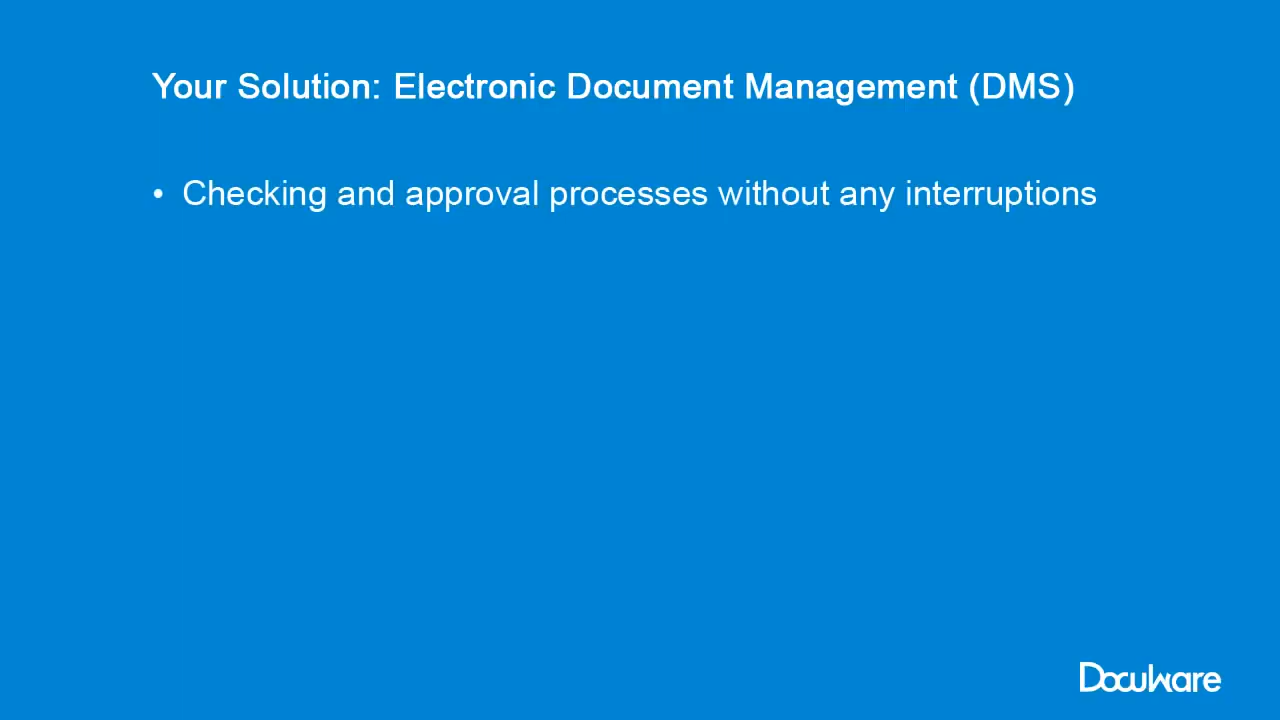 Your Solution: Electronic Document Management (DMS)
• Checking and approval processes without any interruptions
DocuWare